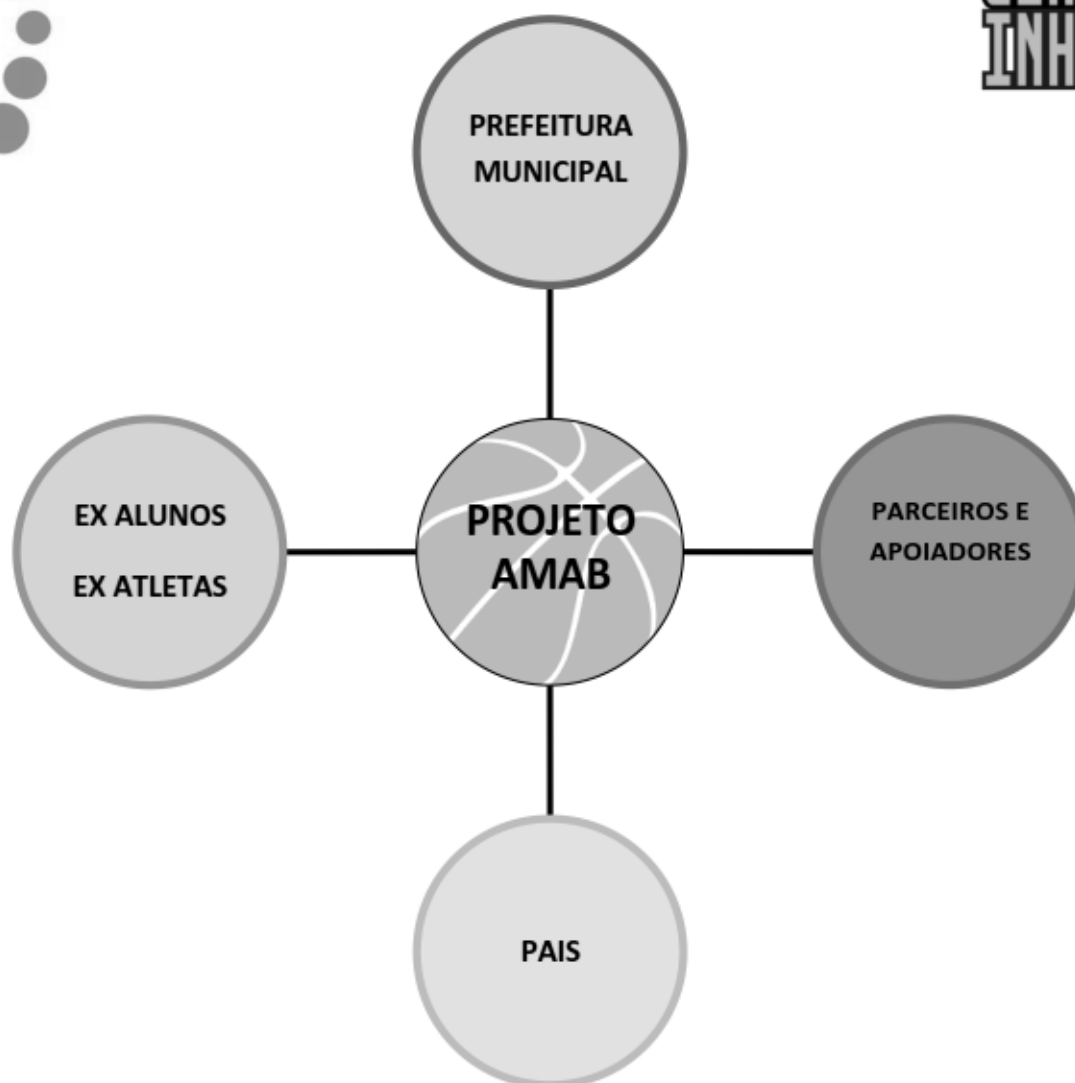 PREFEITURA
MUNICIPAL
EX ALUNOS
EX ATLETAS
PROJETO
AMAB
PARCEIROS E
APOIADORES
PAIS